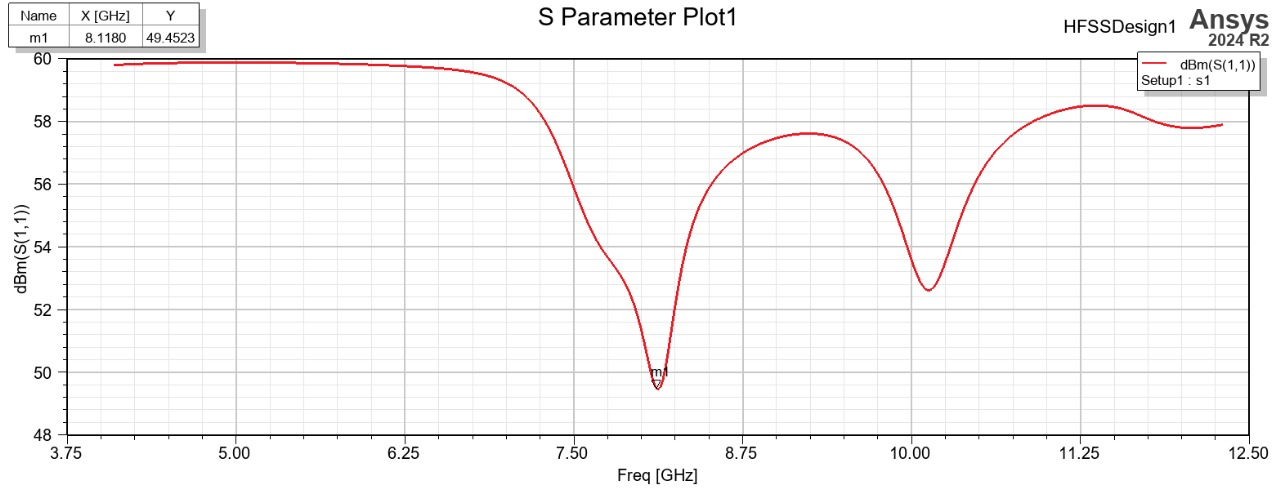 S Parameter Plot1
Name X [GHz] Y
m1 8.1180 49.4523
HFSSDesign1
Ansys
2024 R2
dBm(S(1,1))
Setup1 : s1
60
58
56
54
52
50
48
dBm(S(1,1))
m1
3.75 5.00 6.25 7.50 8.75 10.00 11.25 12.50
Freq [GHz]